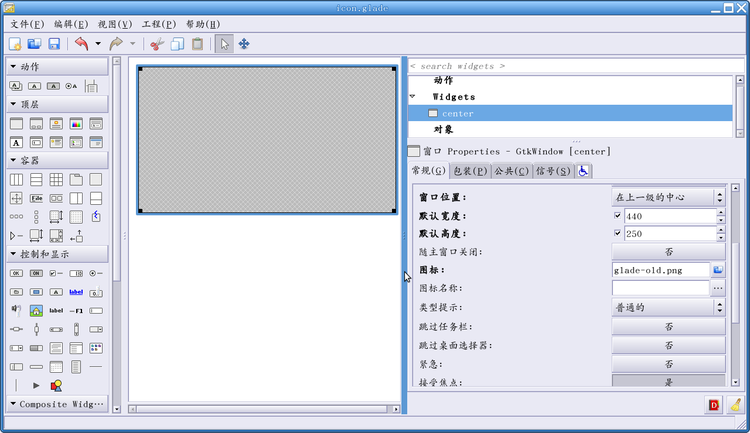 icon.glade
文件(F) 编辑(E) 视图(V) 工程(P) 帮助(H)
动作
顶层
容器
File
控制和显示
OK ON
label
label F1
Composite Widg…
< search widgets >
动作
Widgets
center
对象
窗口 Properties - GtkWindow [center]
常规(G) 包装(P) 公共(C) 信号(S)
窗口位置: 在上一级的中心
默认宽度: 440
默认高度: 250
随主窗口关闭: 否
图标: glade-old.png
图标名称: ...
类型提示: 普通的
跳过任务栏: 否
跳过桌面选择器: 否
紧急: 否
接受焦点: 是